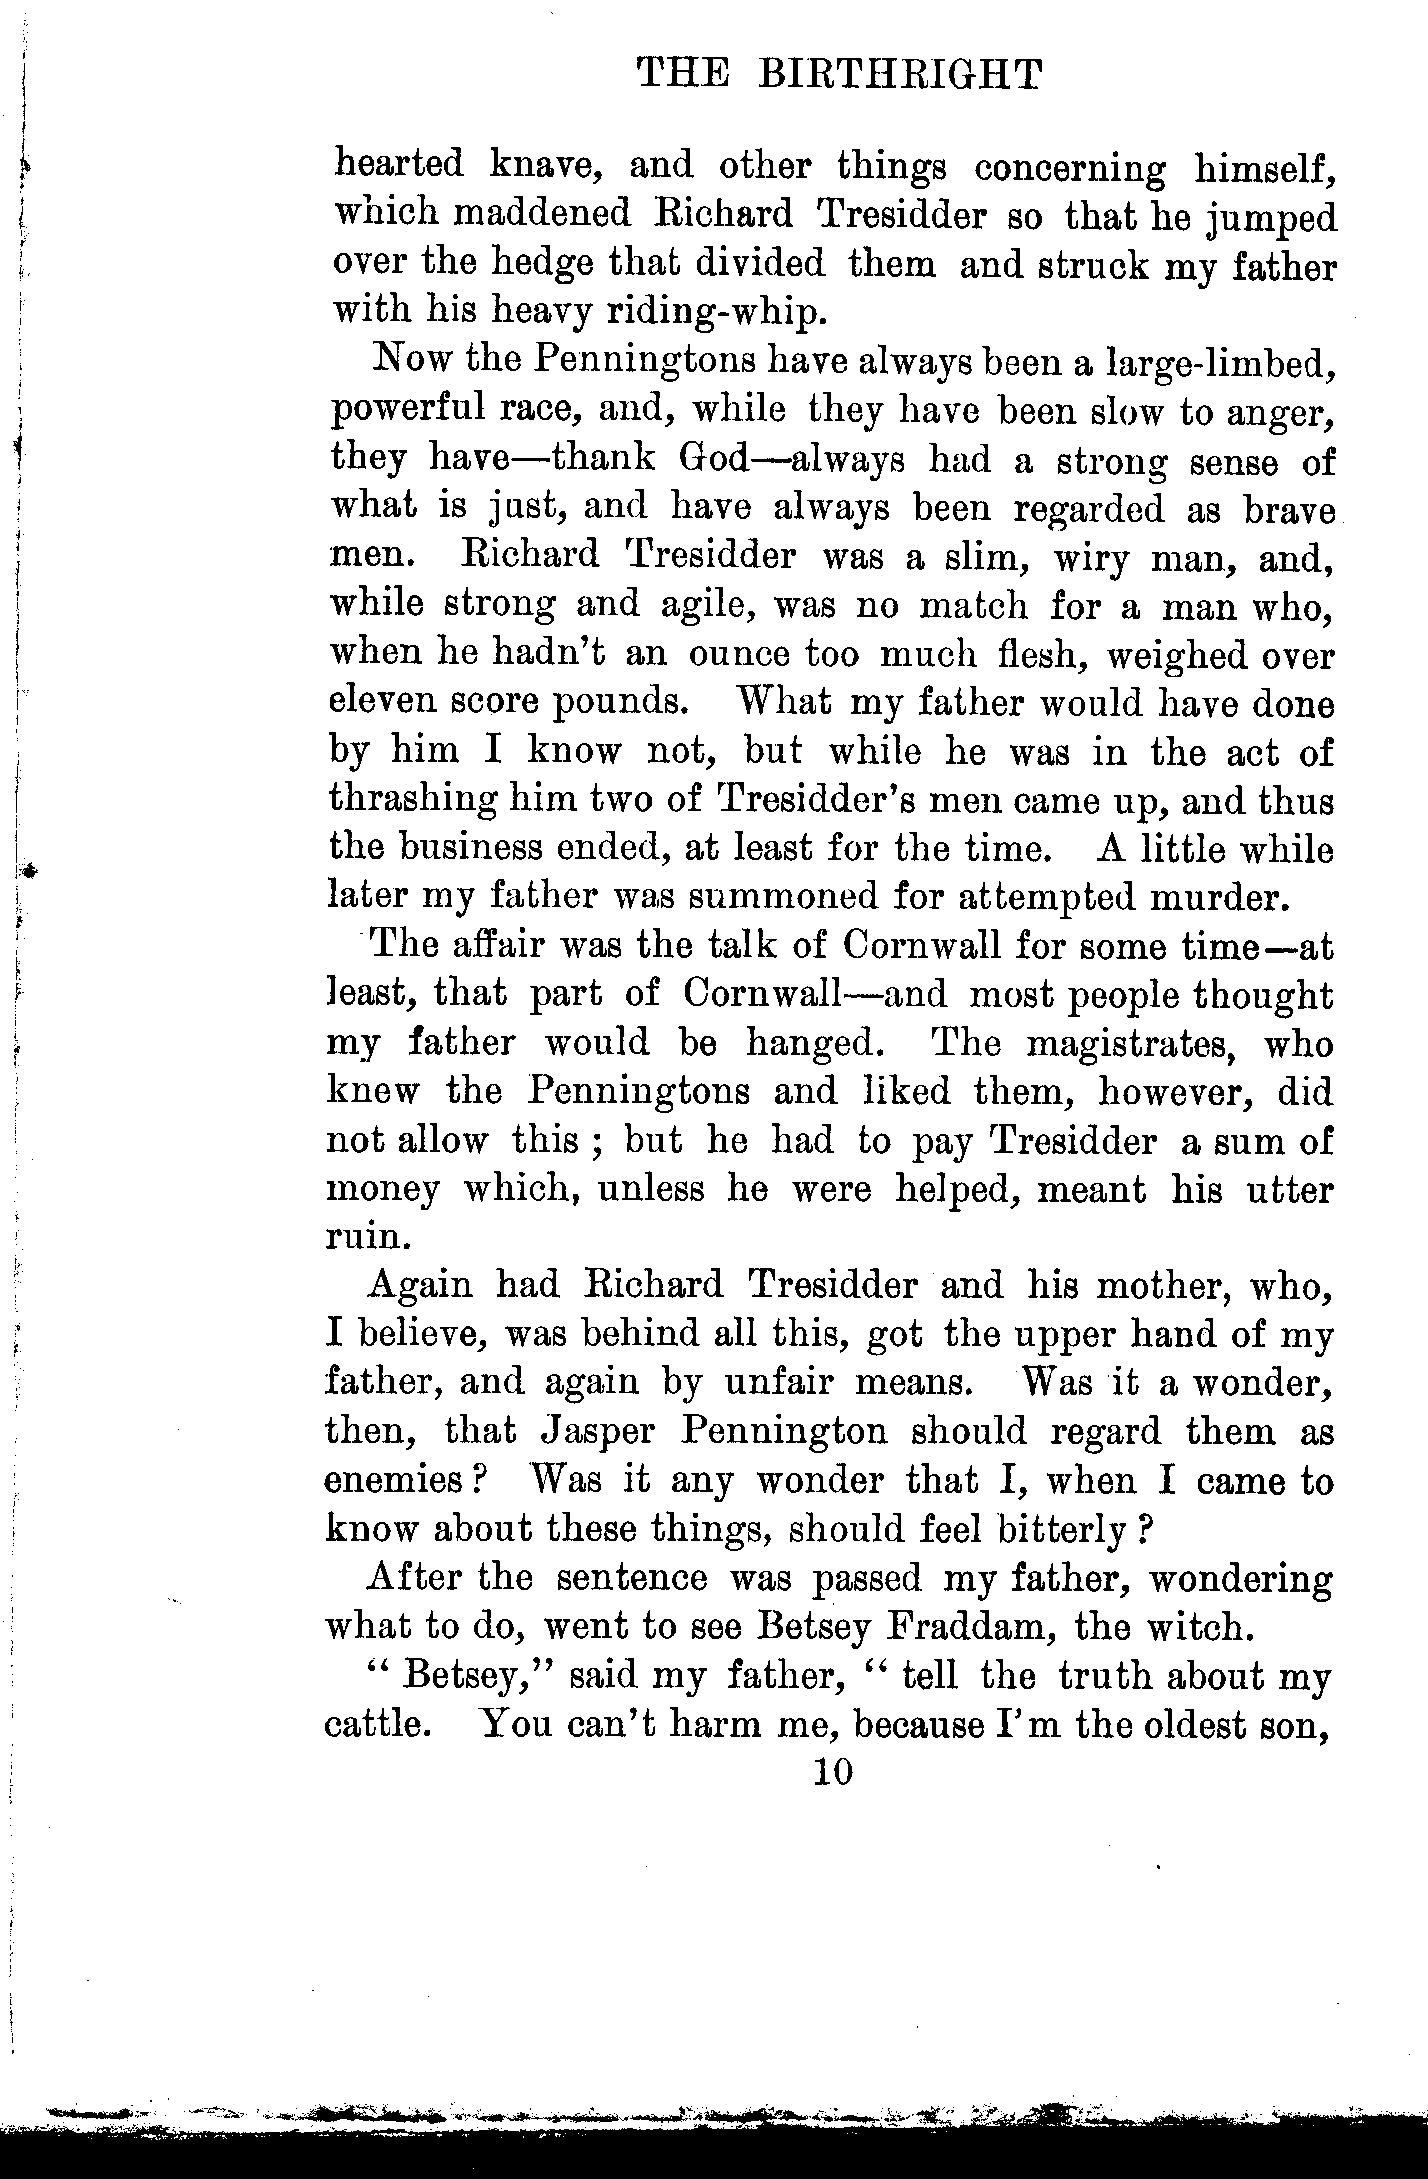 THE BIRTHRIGHT
hearted knave, and other things concerning himself,
which maddened Richard Tresidder so that he jumped
over the hedge that divided them and struck my father
with his heavy riding-whip.
Now the Penningtons have always been a large-limbed,
powerful race, and, while they have been slow to anger,
they have—thank God—always had a strong sense of
what is just, and have always been regarded as brave
men. Richard Tresidder was a slim, wiry man, and,
while strong and agile, was no match for a man who,
when he hadn't an ounce too much flesh, weighed over
eleven score pounds. What my father would have done
by him I know not, but while he was in the act of
thrashing him two of Tresidder's men came up, and thus
the business ended, at least for the time. A little while
later my father was summoned for attempted murder.
The affair was the talk of Cornwall for some time—at
least, that part of Cornwall—and most people thought
my father would be hanged. The magistrates, who
knew the Penningtons and liked them, however, did
not allow this ; but he had to pay Tresidder a sum of
money which, unless he were helped, meant his utter
ruin.
Again had Richard Tresidder and his mother, who,
I believe, was behind all this, got the upper hand of my
father, and again by unfair means. Was it a wonder,
then, that Jasper Pennington should regard them as
enemies ? Was it any wonder that I, when I came to
know about these things, should feel bitterly ?
After the sentence was passed my father, wondering
what to do, went to see Betsey Fraddam, the witch.
" Betsey," said my father, " tell the truth about my
cattle. You can't harm me, because I'm the oldest son,
10